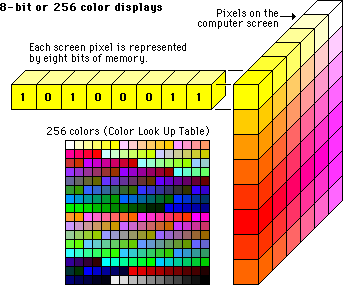 8-bit or 256 color displays
Pixels on the
computer screen
Each screen pixel is represented
by eight bits of memory.
1 0 1 0 0 0 1 1
256 colors (Color Look Up Table)